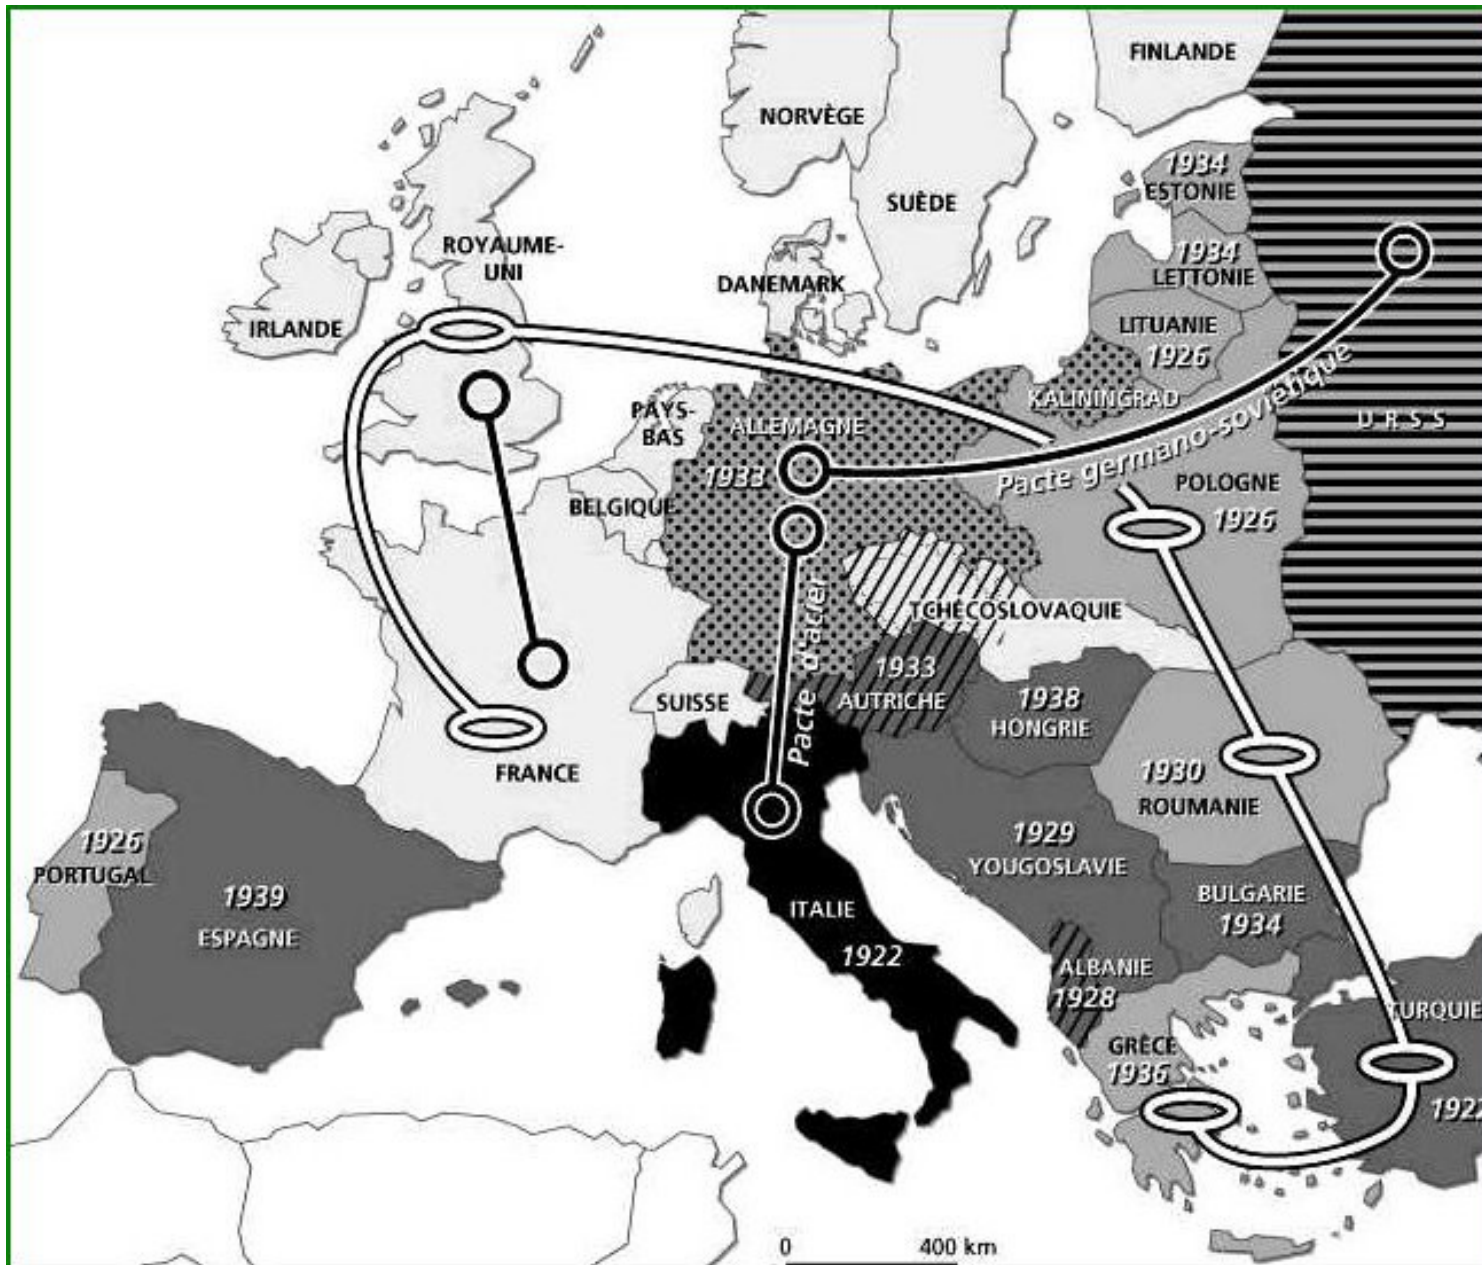 FINLANDE
NORVÈGE
1934
ESTONIE
SUÈDE
ROYAUME-
UNI
1934
LETTONIE
DANEMARK
IRLANDE
LITUANIE
1926
KALININGRAD
PAYS-
BAS
ALLEMAGNE
1933
Pacte germano-soviétique
U R S S
POLOGNE
1926
BELGIQUE
TCHÉCOSLOVAQUIE
Pacte d'acier
1933
AUTRICHE
SUISSE
1938
HONGRIE
FRANCE
1930
ROUMANIE
1926
PORTUGAL
1929
YOUGOSLAVIE
1939
ESPAGNE
BULGARIE
1934
ITALIE
1922
ALBANIE
1928
TURQUIE
GRÈCE
1936
0
400 km